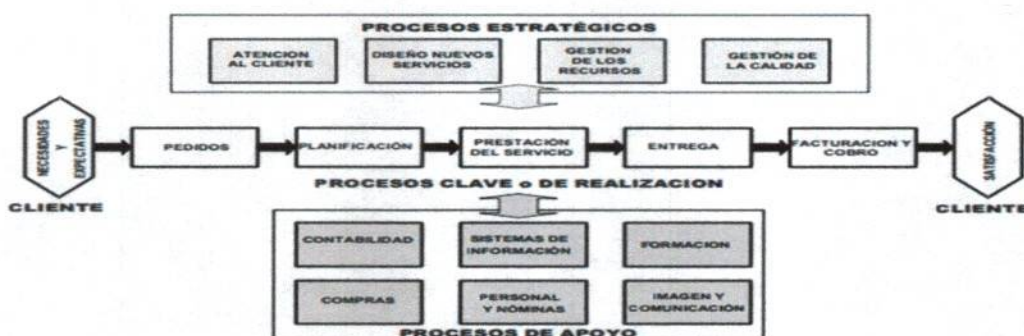 PROCESOS ESTRATÉGICOS
ATENCION
AL CLIENTE
DISEÑO NUEVOS
SERVICIOS
GESTION
DE LOS
RECURSOS
GESTIÓN DE
LA CALIDAD
NECESIDADES
Y
EXPECTATIVAS
CLIENTE
PEDIDOS
PLANIFICACIÓN
PRESTACIÓN
DEL SERVICIO
ENTREGA
FACTURACION Y
COBRO
SATISFACCIÓN
CLIENTE
PROCESOS CLAVE o DE REALIZACION
CONTABILIDAD
SISTEMAS DE
INFORMACIÓN
FORMACION
COMPRAS
PERSONAL
Y NOMINAS
IMAGEN Y
COMUNICACIÓN
PROCESOS DE APOYO